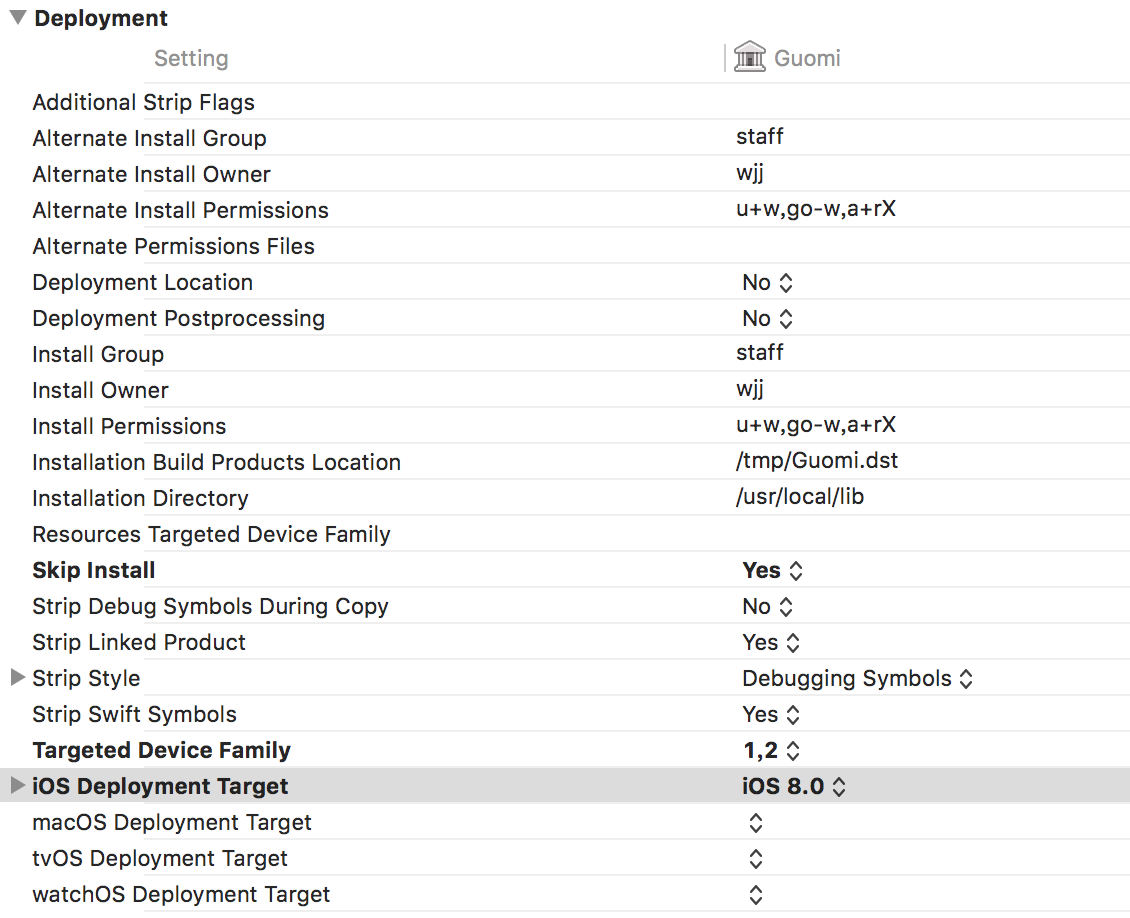 Deployment
Setting Guomi
Additional Strip Flags
Alternate Install Group staff
Alternate Install Owner wjj
Alternate Install Permissions u+w,go-w,a+rX
Alternate Permissions Files
Deployment Location No
Deployment Postprocessing No
Install Group staff
Install Owner wjj
Install Permissions u+w,go-w,a+rX
Installation Build Products Location /tmp/Guomi.dst
Installation Directory /usr/local/lib
Resources Targeted Device Family
Skip Install Yes
Strip Debug Symbols During Copy No
Strip Linked Product Yes
Strip Style Debugging Symbols
Strip Swift Symbols Yes
Targeted Device Family 1,2
iOS Deployment Target iOS 8.0
macOS Deployment Target
tvOS Deployment Target
watchOS Deployment Target